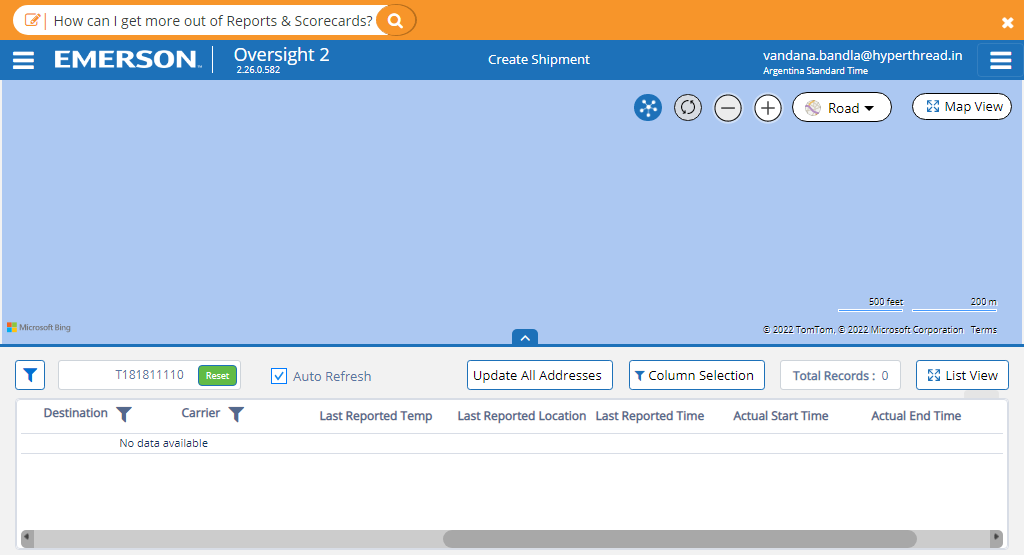 How can I get more out of Reports & Scorecards?
EMERSON™ Oversight 2
2.26.0.582
Create Shipment
vandana.bandla@hyperthread.in
Argentina Standard Time
Road
Map View
500 feet 200 m
Microsoft Bing
© 2022 TomTom, © 2022 Microsoft Corporation Terms
T181811110 Reset Auto Refresh Update All Addresses Column Selection Total Records : 0 List View
Destination Carrier Last Reported Temp Last Reported Location Last Reported Time Actual Start Time Actual End Time
No data available